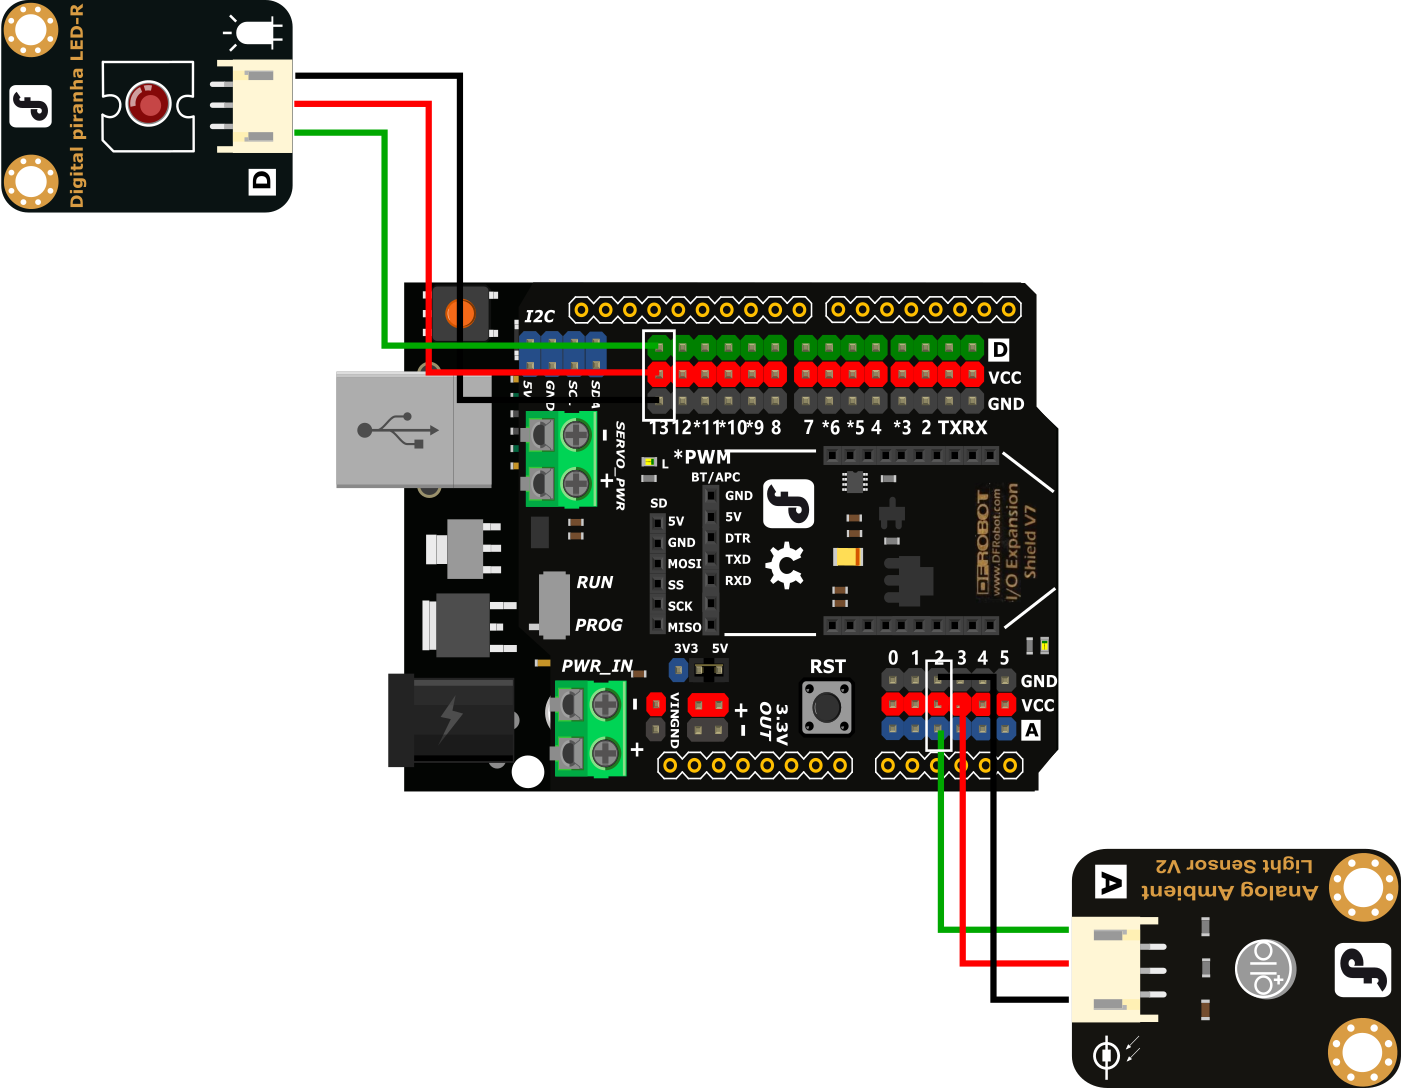 Digital piranha LED-R
D
I2C
5V
GND
SC
SDA
D
VCC
GND
13 12 *11 *10 *9 8 7 *6 *5 4 *3 2 TX RX
*PWM
L
- SERVO_PWR
+
BT/APC
GND
5V
DTR
TXD
RXD
SD
5V
GND
MOSI
SS
SCK
MISO
DFROBOT
www.DFRobot.com
I/O Expansion
Shield V7
RUN
PROG
PWR_IN
-
+
3V3 5V
VIN GND
+
-
3.3V
OUT
RST
0 1 2 3 4 5
GND
VCC
A
A
Analog Ambient
Light Sensor V2